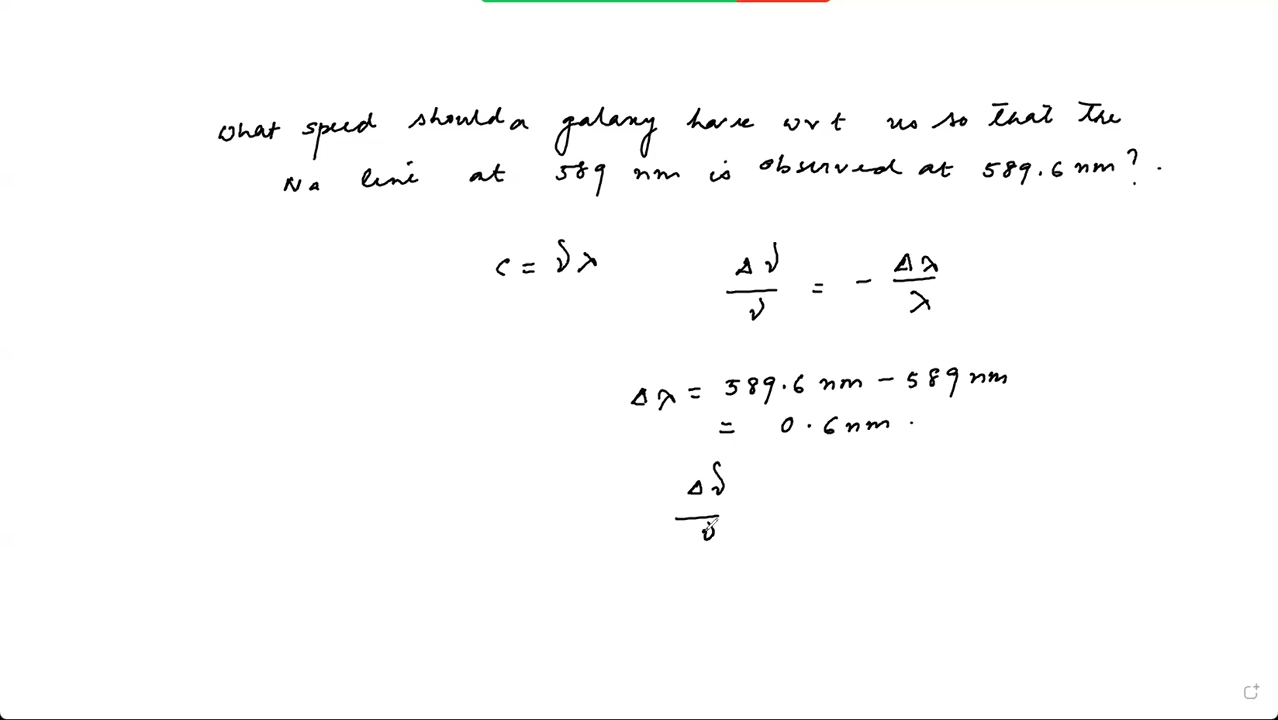 what speed should a galaxy have wrt us so that the
Na line at 589 nm is observed at 589.6 nm? .
c = νλ
Δν/ν = - Δλ/λ
Δλ = 589.6 nm - 589 nm
= 0.6 nm .
Δν/ν